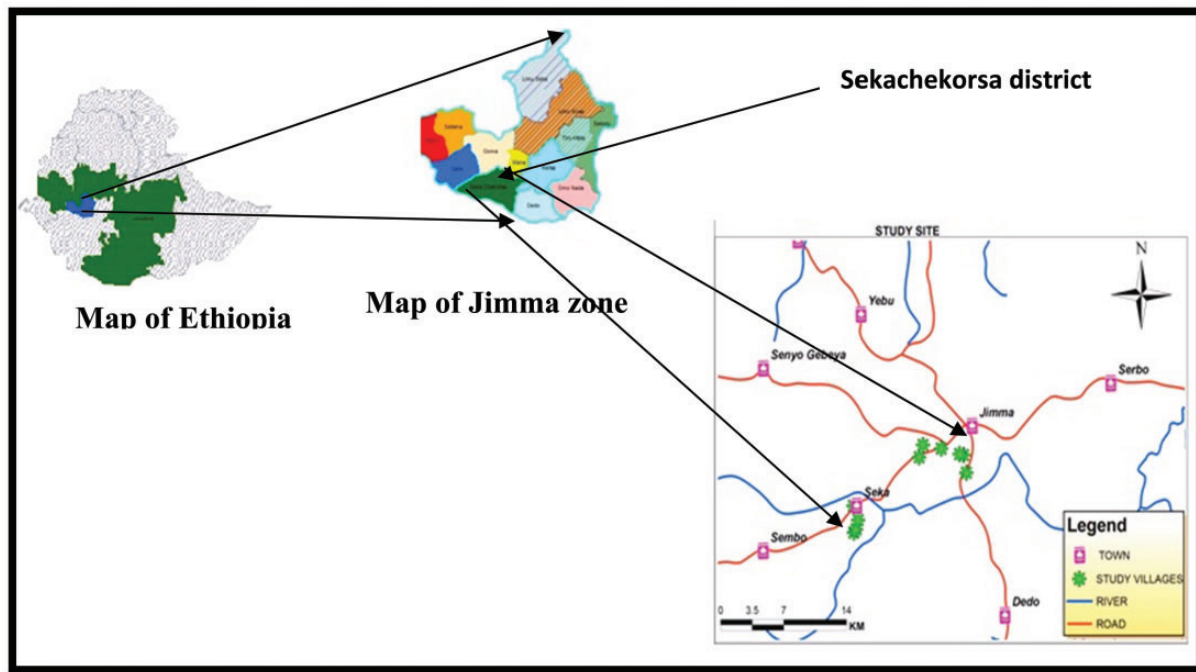 Sekachekorsa district
Map of Ethiopia
Map of Jimma zone
Dedo
STUDY SITE
N
Yebu
Senyo Gebeya
Serbo
Jimma
Seka
Sembo
Dedo
0 3.5 7 14
KM
Legend
TOWN
STUDY VILLAGES
RIVER
ROAD